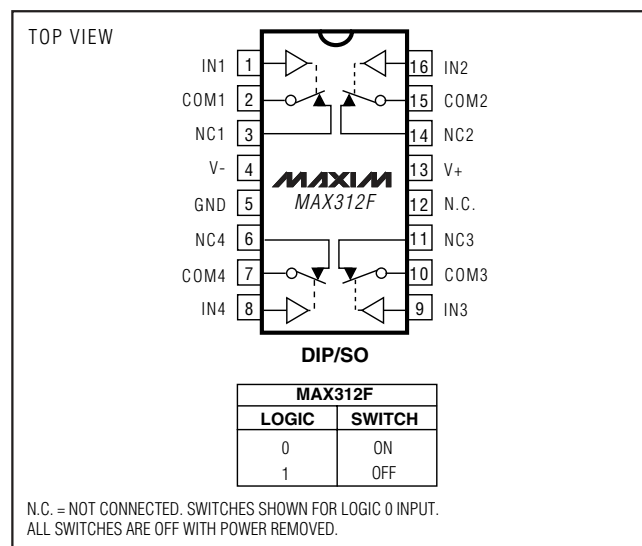 TOP VIEW
IN1 1 16 IN2
COM1 2 15 COM2
NC1 3 14 NC2
V- 4 13 V+
MAXIM
GND 5 MAX312F 12 N.C.
NC4 6 11 NC3
COM4 7 10 COM3
IN4 8 9 IN3
DIP/SO
MAX312F
LOGIC SWITCH
0 ON
1 OFF
N.C. = NOT CONNECTED. SWITCHES SHOWN FOR LOGIC 0 INPUT.
ALL SWITCHES ARE OFF WITH POWER REMOVED.